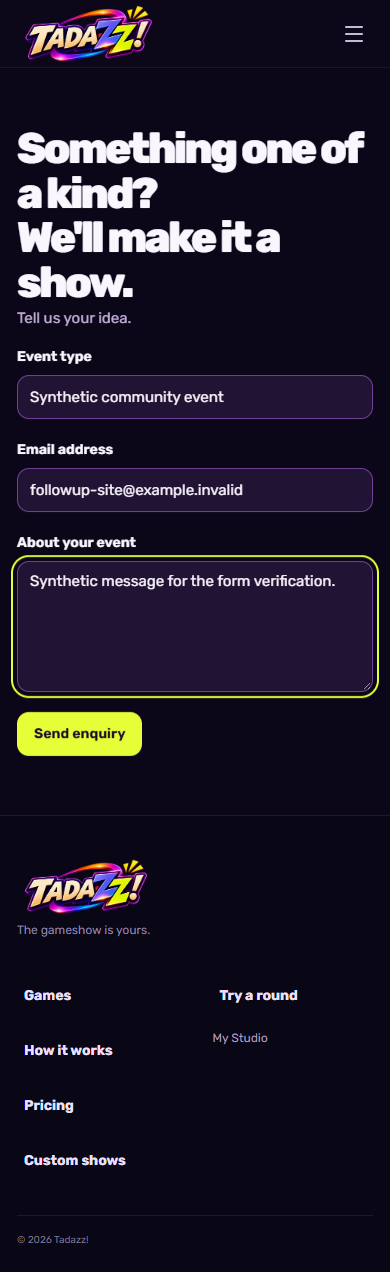 TADAZZ!
Something one of
a kind?
We'll make it a
show.
Tell us your idea.
Event type
Synthetic community event
Email address
followup-site@example.invalid
About your event
Synthetic message for the form verification.
Send enquiry
TADAZZ!
The gameshow is yours.
Games
Try a round
How it works
My Studio
Pricing
Custom shows
© 2026 Tadazz!